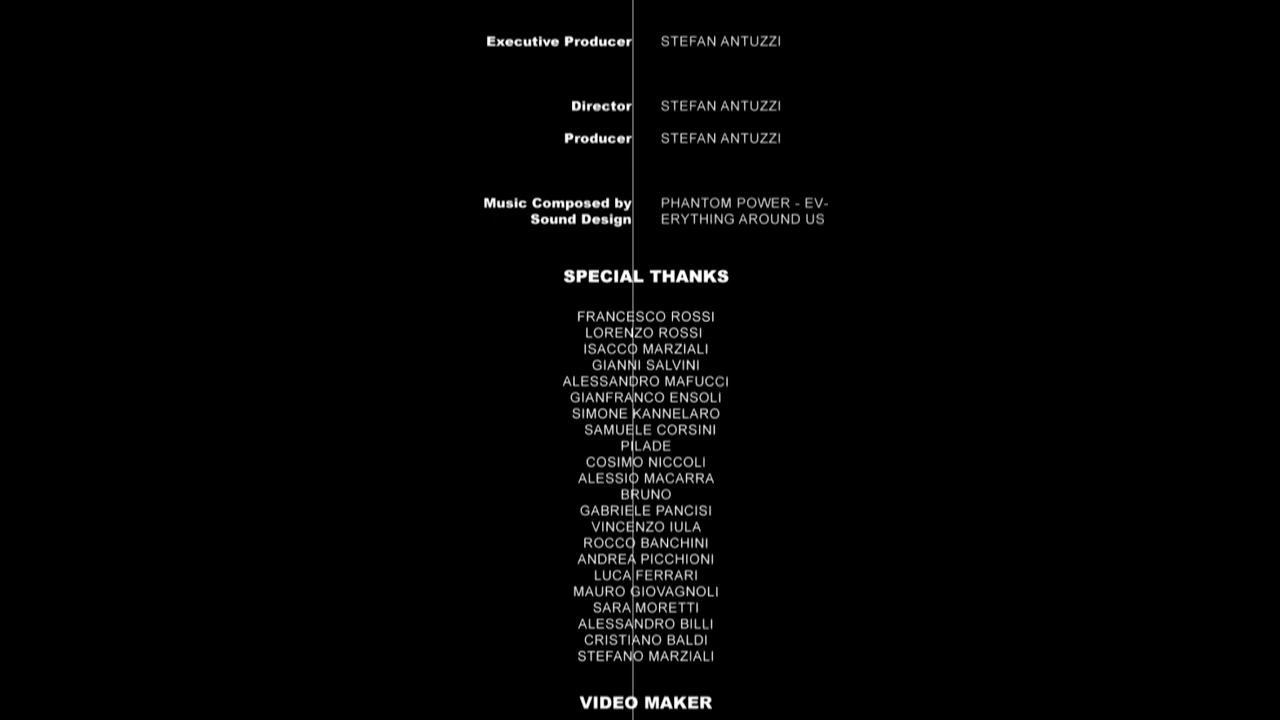 Executive Producer STEFAN ANTUZZI
Director STEFAN ANTUZZI
Producer STEFAN ANTUZZI
Music Composed by PHANTOM POWER - EV-
Sound Design ERYTHING AROUND US
SPECIAL THANKS
FRANCESCO ROSSI
LORENZO ROSSI
ISACCO MARZIALI
GIANNI SALVINI
ALESSANDRO MAFUCCI
GIANFRANCO ENSOLI
SIMONE KANNELARO
SAMUELE CORSINI
PILADE
COSIMO NICCOLI
ALESSIO MACARRA
BRUNO
GABRIELE PANCISI
VINCENZO IULA
ROCCO BANCHINI
ANDREA PICCHIONI
LUCA FERRARI
MAURO GIOVAGNOLI
SARA MORETTI
ALESSANDRO BILLI
CRISTIANO BALDI
STEFANO MARZIALI
VIDEO MAKER